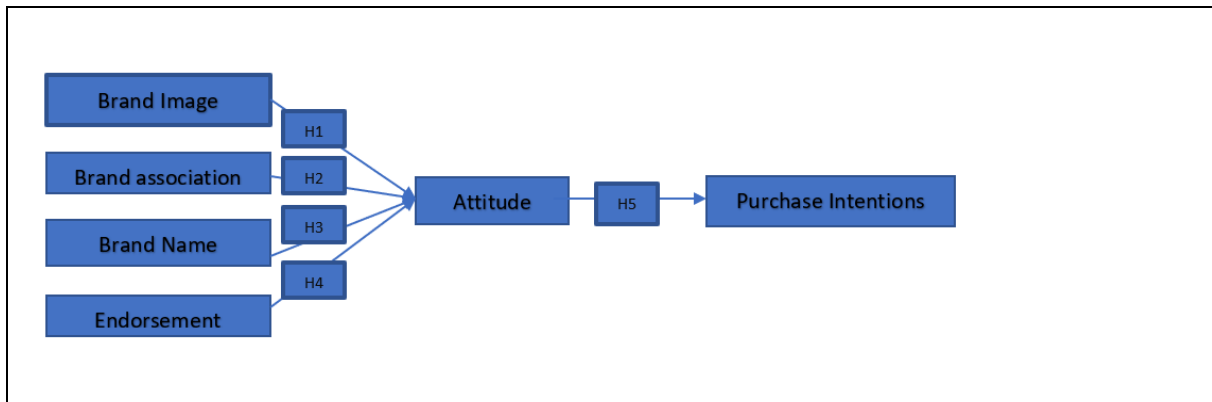 Brand Image
H1
Brand association
H2
Brand Name
H3
Endorsement
H4
Attitude
H5
Purchase Intentions